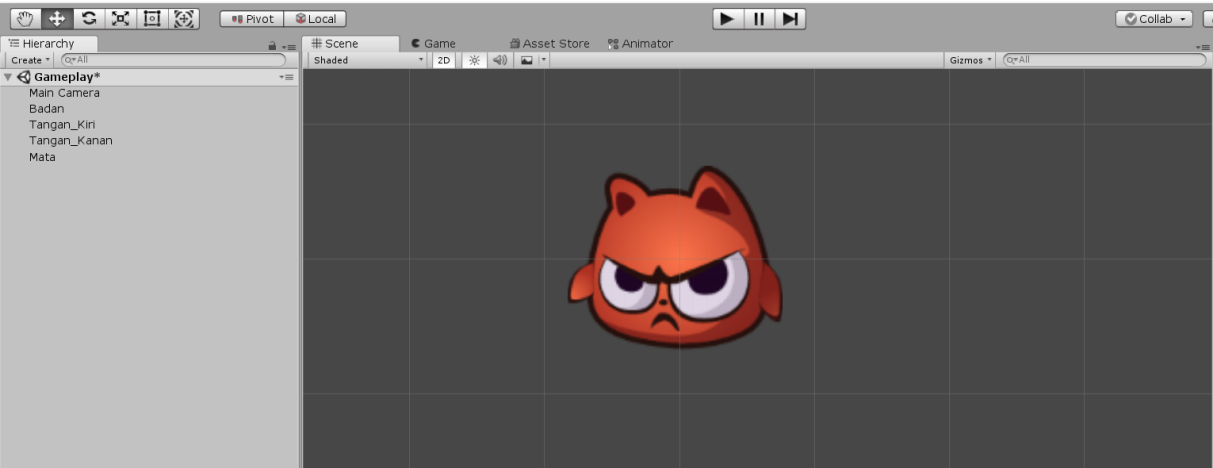 Pivot Local Collab
Hierarchy # Scene Game Asset Store Animator
Create All Shaded 2D Gizmos All
Gameplay*
Main Camera
Badan
Tangan_Kiri
Tangan_Kanan
Mata